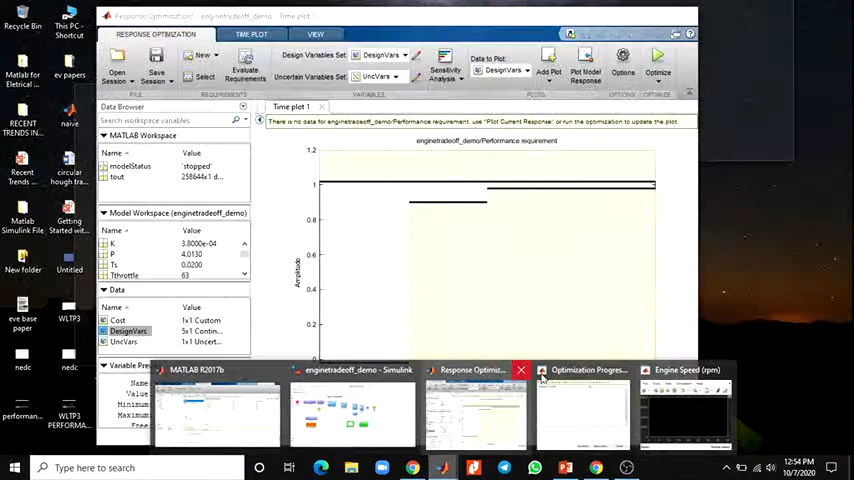 Recycle Bin
This PC - Shortcut
Matlab for Eletrical ...
ev papers
RECENT TRENDS IN ...
naive
Recent Trends ...
circular hough tra...
Matlab Simulink File
Getting Started wit...
New folder
Untitled
eve base paper
WLTP3
nedc
nedc
performan...
WLTP3 PERFORMA...
Response Optimization* - enginetradeoff_demo - Time plot 1
RESPONSE OPTIMIZATION TIME PLOT VIEW
Open Session
Save Session
New
Select
Evaluate Requirements
Design Variables Set: DesignVars
Uncertain Variables Set: UncVars
Sensitivity Analysis
Data to Plot:
DesignVars
Add Plot
Plot Model Response
Options
Optimize
FILE REQUIREMENTS VARIABLES PLOTS OPTIONS OPTIMIZE
Data Browser
Search workspace variables
MATLAB Workspace
Name Value
modelStatus 'stopped'
tout 258644x1 d...
Model Workspace (enginetradeoff_demo)
Name Value
K 3.8000e-04
P 4.0130
Ts 0.0200
Tthrottle 63
Data
Name Value
Cost 1x1 Custom
DesignVars 5x1 Contin...
UncVars 1x1 Uncert...
Variable Prev
Name:
Minimum:
Maximum:
Time plot 1
There is no data for enginetradeoff_demo/Performance requirement, use "Plot Current Response" or run the optimization to update the plot.
enginetradeoff_demo/Performance requirement
1.2
1
0.8
0.6
0.4
0.2
0
Amplitude
MATLAB R2017b
enginetradeoff_demo - Simulink
Response Optimiz...
Optimization Progres...
Engine Speed (rpm)
Type here to search
12:54 PM
10/7/2020